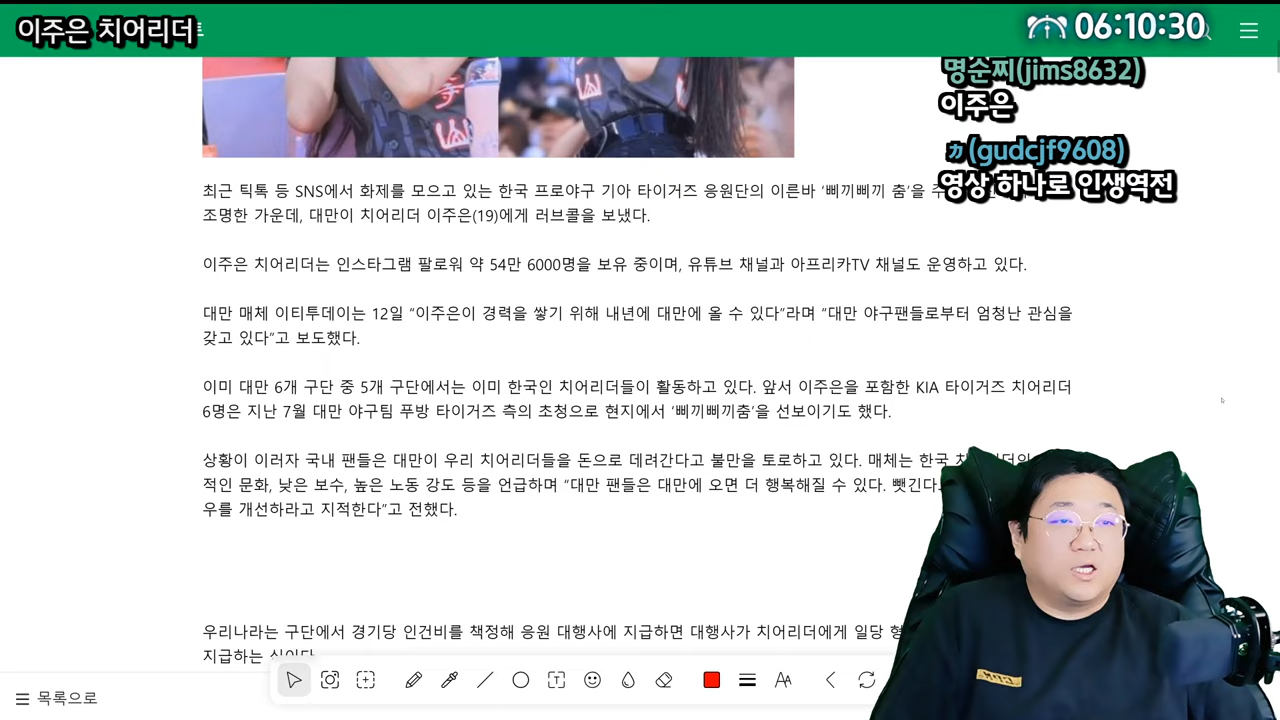 이주은 치어리더
06:10:30
명순찌(jims8632)
이주은
ㄲ(gudcjf9608)
영상 하나로 인생역전
최근 틱톡 등 SNS에서 화제를 모으고 있는 한국 프로야구 기아 타이거즈 응원단의 이른바 ‘삐끼삐끼 춤’을 주
조명한 가운데, 대만이 치어리더 이주은(19)에게 러브콜을 보냈다.
이주은 치어리더는 인스타그램 팔로워 약 54만 6000명을 보유 중이며, 유튜브 채널과 아프리카TV 채널도 운영하고 있다.
대만 매체 이티투데이는 12일 “이주은이 경력을 쌓기 위해 내년에 대만에 올 수 있다”라며 “대만 야구팬들로부터 엄청난 관심을
갖고 있다”고 보도했다.
이미 대만 6개 구단 중 5개 구단에서는 이미 한국인 치어리더들이 활동하고 있다. 앞서 이주은을 포함한 KIA 타이거즈 치어리더
6명은 지난 7월 대만 야구팀 푸방 타이거즈 측의 초청으로 현지에서 ‘삐끼삐끼춤’을 선보이기도 했다.
상황이 이러자 국내 팬들은 대만이 우리 치어리더들을 돈으로 데려간다고 불만을 토로하고 있다. 매체는 한국
적인 문화, 낮은 보수, 높은 노동 강도 등을 언급하며 “대만 팬들은 대만에 오면 더 행복해질 수 있다. 뺏긴다
우를 개선하라고 지적한다”고 전했다.
우리나라는 구단에서 경기당 인건비를 책정해 응원 대행사에 지급하면 대행사가 치어리더에게 일당
지급하는 식이다
목록으로